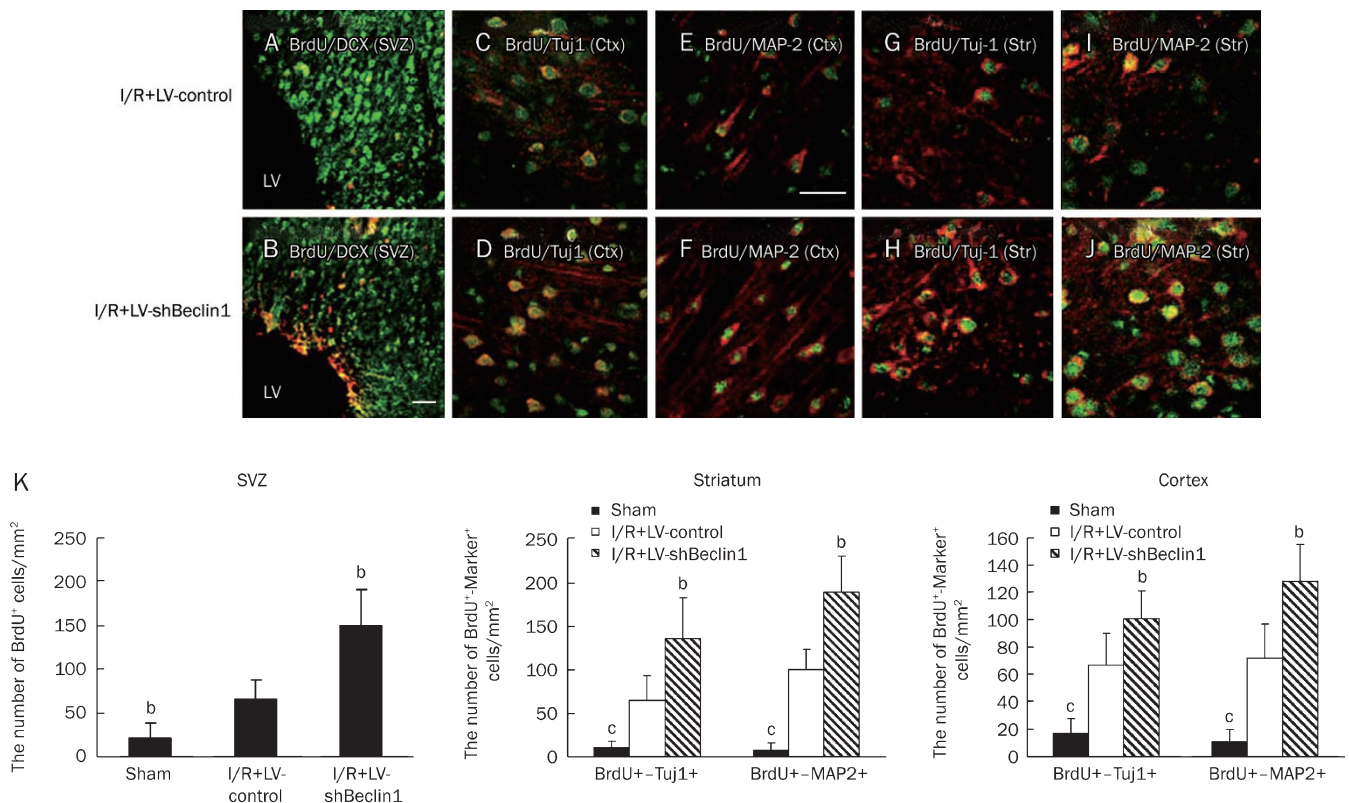 A BrdU/DCX (SVZ)
C BrdU/Tuj1 (Ctx)
E BrdU/MAP-2 (Ctx)
G BrdU/Tuj-1 (Str)
I BrdU/MAP-2 (Str)
I/R+LV-control
LV
B BrdU/DCX (SVZ)
D BrdU/Tuj1 (Ctx)
F BrdU/MAP-2 (Ctx)
H BrdU/Tuj-1 (Str)
J BrdU/MAP-2 (Str)
I/R+LV-shBeclin1
LV
K
SVZ
The number of BrdU⁺ cells/mm²
250
200
150
100
50
0
b
b
Sham
I/R+LV-
control
I/R+LV-
shBeclin1
Striatum
Sham
I/R+LV-control
I/R+LV-shBeclin1
The number of BrdU⁺-Marker⁺
cells/mm²
250
200
150
100
50
0
c
b
c
b
BrdU+–Tuj1+
BrdU+–MAP2+
Cortex
Sham
I/R+LV-control
I/R+LV-shBeclin1
The number of BrdU⁺-Marker⁺
cells/mm²
160
140
120
100
80
60
40
20
0
c
b
c
b
BrdU+–Tuj1+
BrdU+–MAP2+